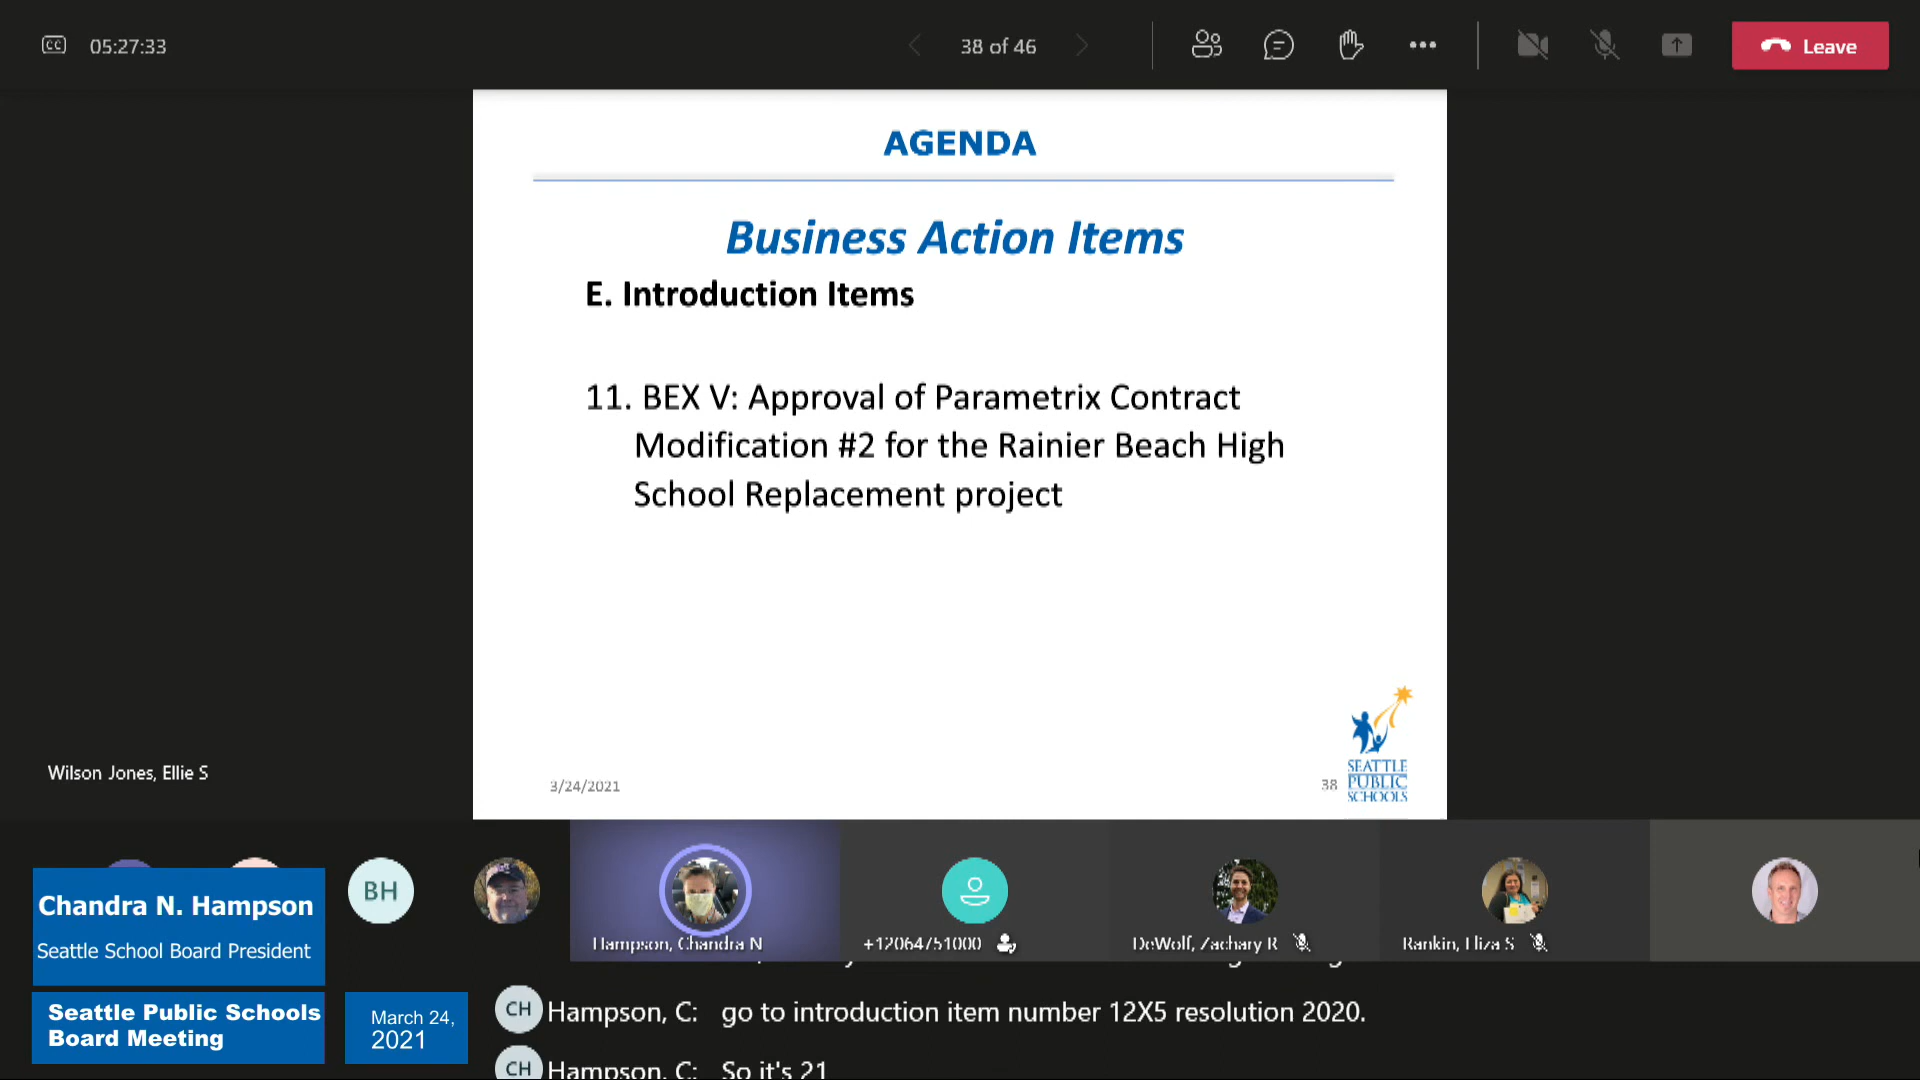 CC 05:27:33
38 of 46
Leave
AGENDA
Business Action Items
E. Introduction Items
11. BEX V: Approval of Parametrix Contract
Modification #2 for the Rainier Beach High
School Replacement project
SEATTLE
PUBLIC
SCHOOLS
3/24/2021
38
Wilson Jones, Ellie S
BH
Hampson, Chandra N
+12064751000
DeWolf, Zachary R
Rankin, Eliza S
Chandra N. Hampson
Seattle School Board President
Seattle Public Schools
Board Meeting
March 24,
2021
CH Hampson, C: go to introduction item number 12X5 resolution 2020.
CH Hampson, C: So it's 21